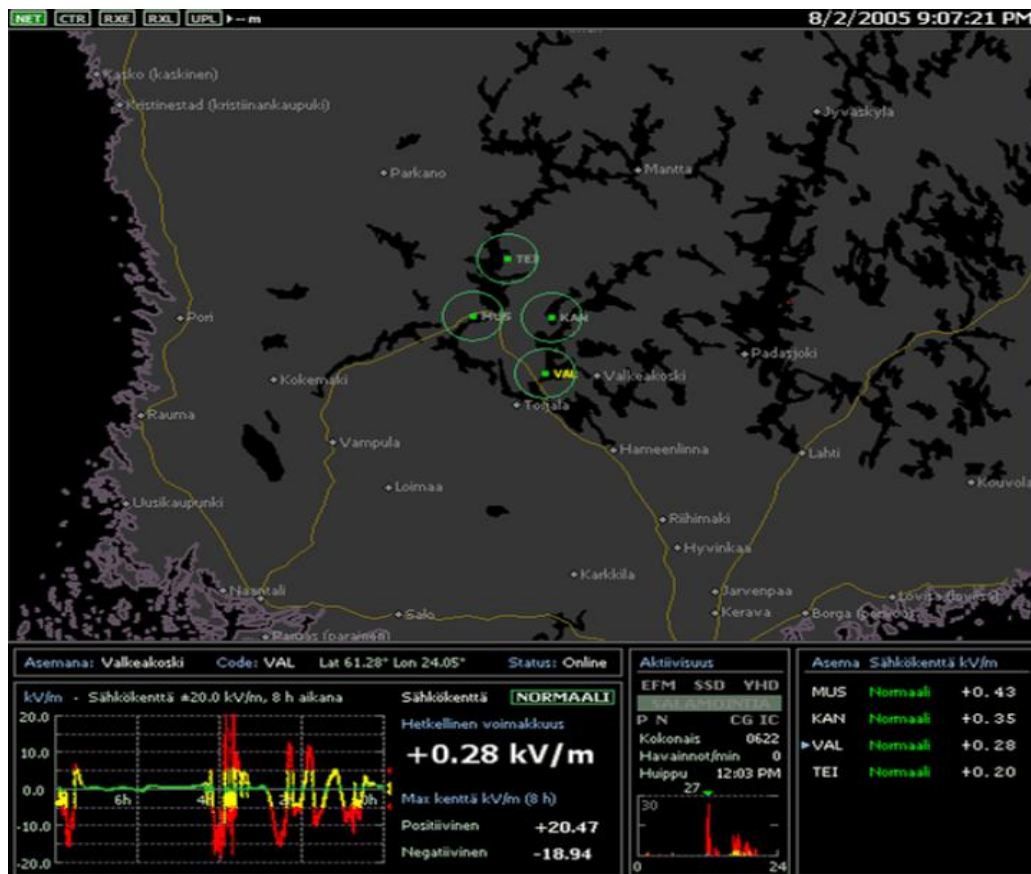 NET CTR RXE RXL UPL -- m 8/2/2005 9:07:21 PM
Kasko (kaskinen)
Kristinestad (kristiinankaupuki)
Jyvaskyla
Parkano
Mantta
TEI
Pori
MUS
KAN
Padasjoki
Kokemaki
VAL
Valkeakoski
Toijala
Rauma
Vampula
Hameenlinna
Lahti
Loimaa
Kouvola
Uusikaupunki
Riihimaki
Hyvinkaa
Karkkila
Naantali
Jarvenpaa
Lovisa (loviisa)
Salo
Kerava
Borga (porvoo)
Pargas (parainen)
Asemana: Valkeakoski Code: VAL Lat 61.28° Lon 24.05° Status: Online
kV/m - Sähkökenttä ±20.0 kV/m, 8 h aikana
20.0
10.0
0.0
-10.0
-20.0
6h 4h 2h 0h
Sähkökenttä NORMAALI
Hetkellinen voimakkuus
+0.28 kV/m
Max kenttä kV/m (8 h)
Positiivinen +20.47
Negatiivinen -18.94
Aktiivisuus
EFM SSD YHD
SALAMOINTIA
P N CG IC
Kokonais 0622
Havainnot/min 0
Huippu 12:03 PM
27
30
0 24
Asema Sähkökenttä kV/m
MUS Normaali +0.43
KAN Normaali +0.35
VAL Normaali +0.28
TEI Normaali +0.20